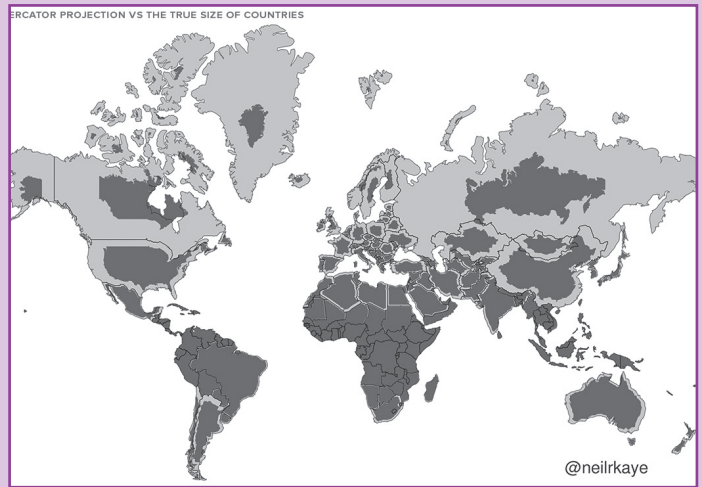 ERCATOR PROJECTION VS THE TRUE SIZE OF COUNTRIES
@neilrkaye